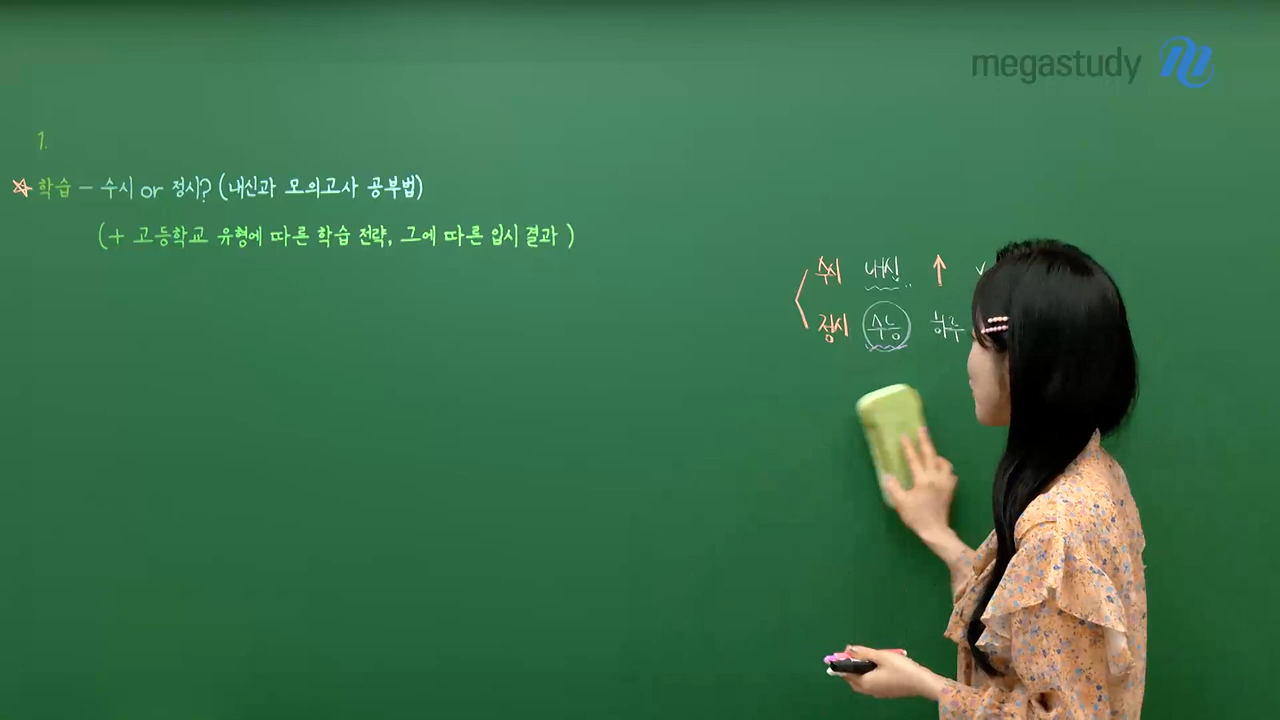 megastudy
1.
☆ 학습 - 수시 or 정시? (내신과 모의고사 공부법)
(+ 고등학교 유형에 따른 학습 전략, 그에 따른 입시 결과)
수시 내신 ↑ v
정시 수능 하루